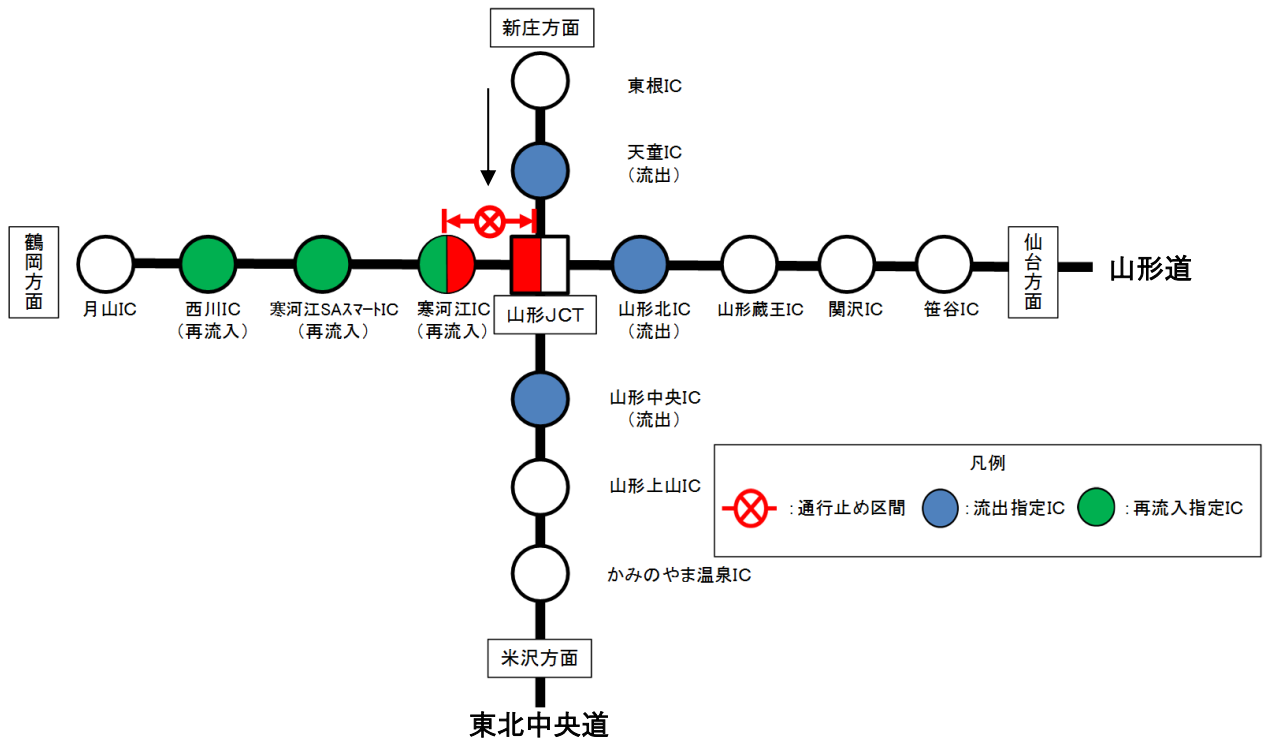 新庄方面
東根IC
天童IC
（流出）
鶴岡方面
仙台方面
山形道
月山IC
西川IC
（再流入）
寒河江SAスマートIC
（再流入）
寒河江IC
（再流入）
山形JCT
山形北IC
（流出）
山形蔵王IC
関沢IC
笹谷IC
山形中央IC
（流出）
山形上山IC
かみのやま温泉IC
凡例
：通行止め区間
：流出指定IC
：再流入指定IC
米沢方面
東北中央道